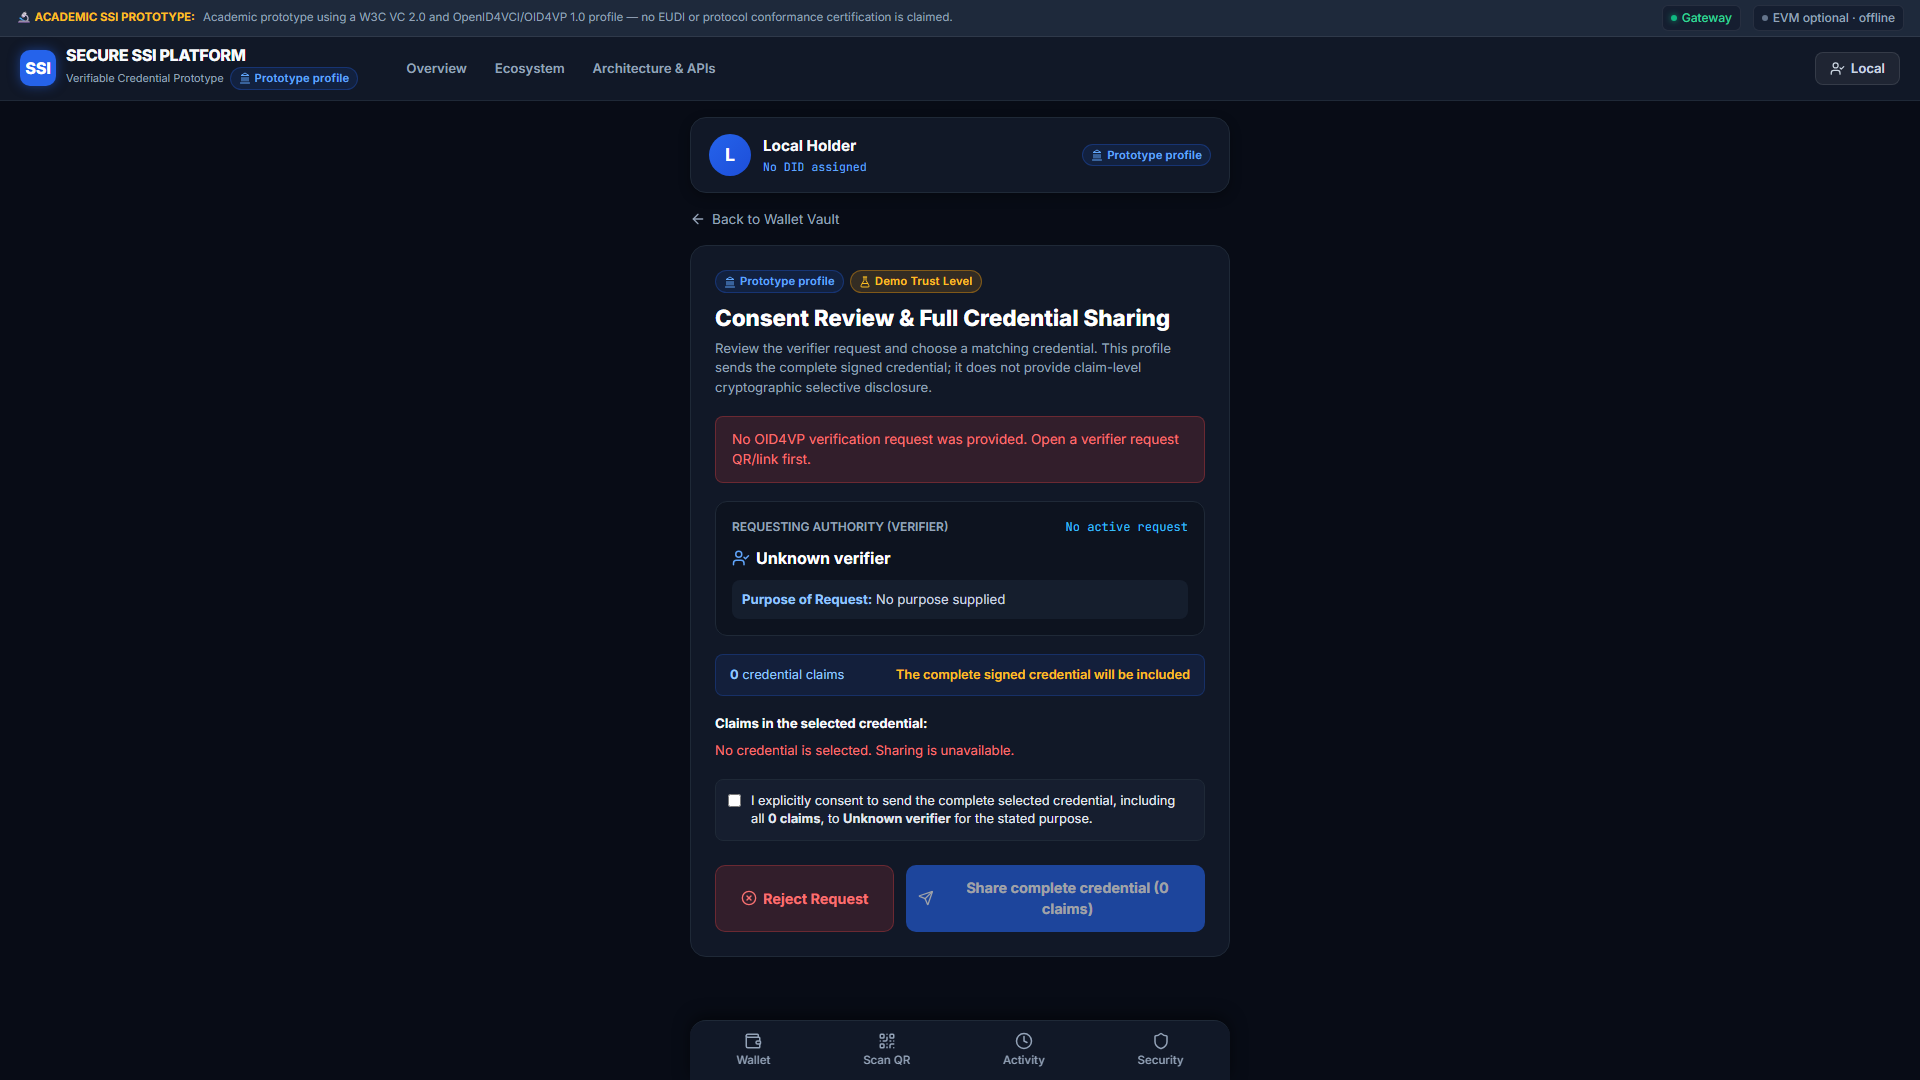 ACADEMIC SSI PROTOTYPE: Academic prototype using a W3C VC 2.0 and OpenID4VCI/OID4VP 1.0 profile — no EUDI or protocol conformance certification is claimed.
Gateway
EVM optional · offline
SSI
SECURE SSI PLATFORM
Verifiable Credential Prototype
Prototype profile
Overview
Ecosystem
Architecture & APIs
Local
L
Local Holder
No DID assigned
Prototype profile
Back to Wallet Vault
Prototype profile
Demo Trust Level
Consent Review & Full Credential Sharing
Review the verifier request and choose a matching credential. This profile
sends the complete signed credential; it does not provide claim-level
cryptographic selective disclosure.
No OID4VP verification request was provided. Open a verifier request
QR/link first.
REQUESTING AUTHORITY (VERIFIER)
No active request
Unknown verifier
Purpose of Request: No purpose supplied
0 credential claims
The complete signed credential will be included
Claims in the selected credential:
No credential is selected. Sharing is unavailable.
I explicitly consent to send the complete selected credential, including
all 0 claims, to Unknown verifier for the stated purpose.
Reject Request
Share complete credential (0
claims)
Wallet
Scan QR
Activity
Security